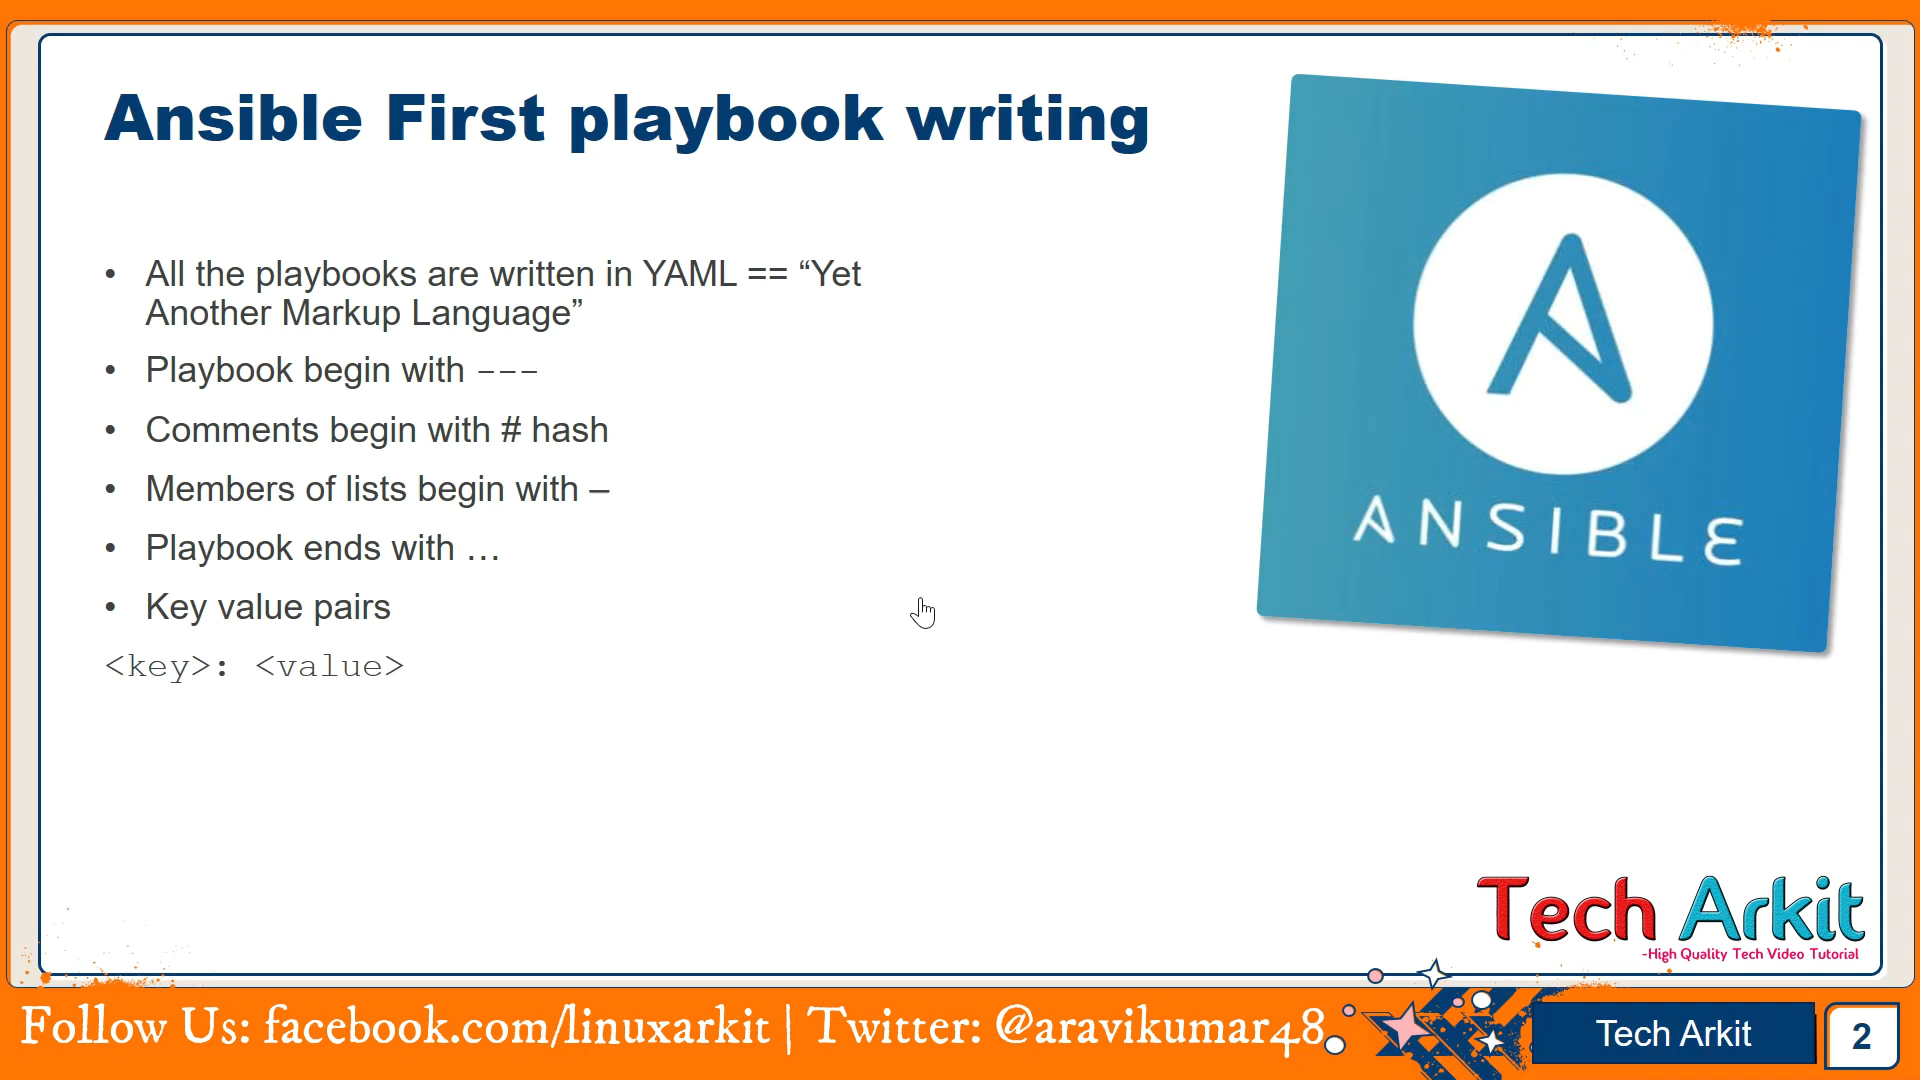 Ansible First playbook writing
• All the playbooks are written in YAML == “Yet
Another Markup Language”
• Playbook begin with ---
• Comments begin with # hash
• Members of lists begin with –
• Playbook ends with …
• Key value pairs
<key>: <value>
ANSIBLE
Tech Arkit
-High Quality Tech Video Tutorial
Follow Us: facebook.com/linuxarkit | Twitter: @aravikumar48
Tech Arkit
2